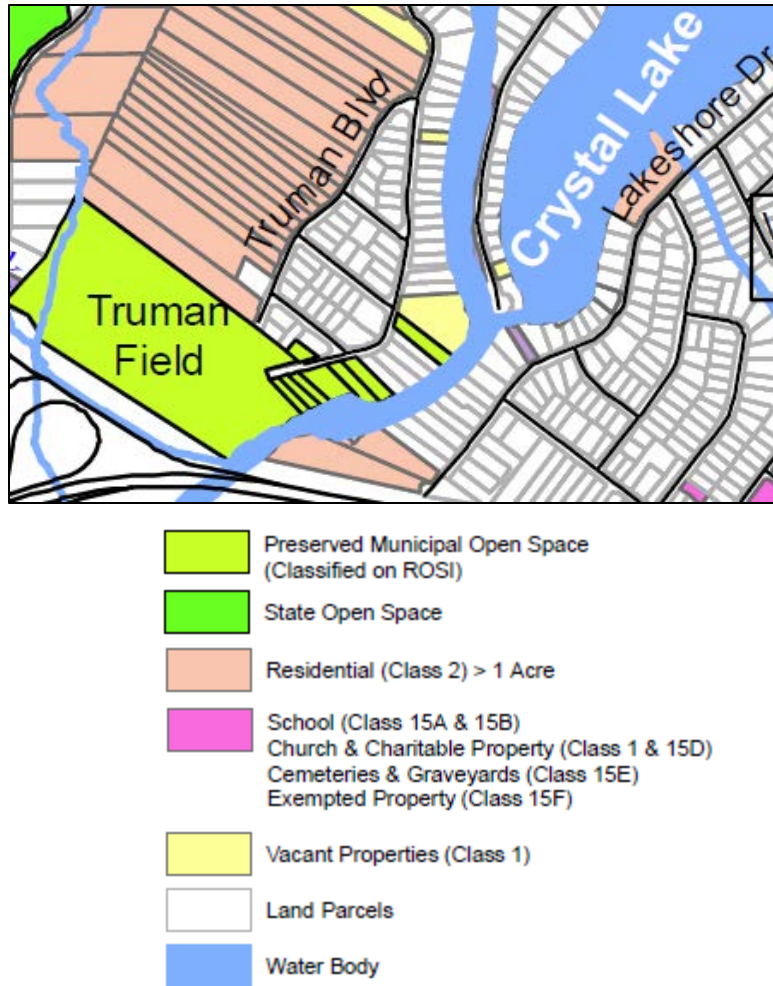 Truman Blvd
Crystal Lake
Lakeshore Dr
Truman
Field
Preserved Municipal Open Space
(Classified on ROSI)
State Open Space
Residential (Class 2) > 1 Acre
School (Class 15A & 15B)
Church & Charitable Property (Class 1 & 15D)
Cemeteries & Graveyards (Class 15E)
Exempted Property (Class 15F)
Vacant Properties (Class 1)
Land Parcels
Water Body